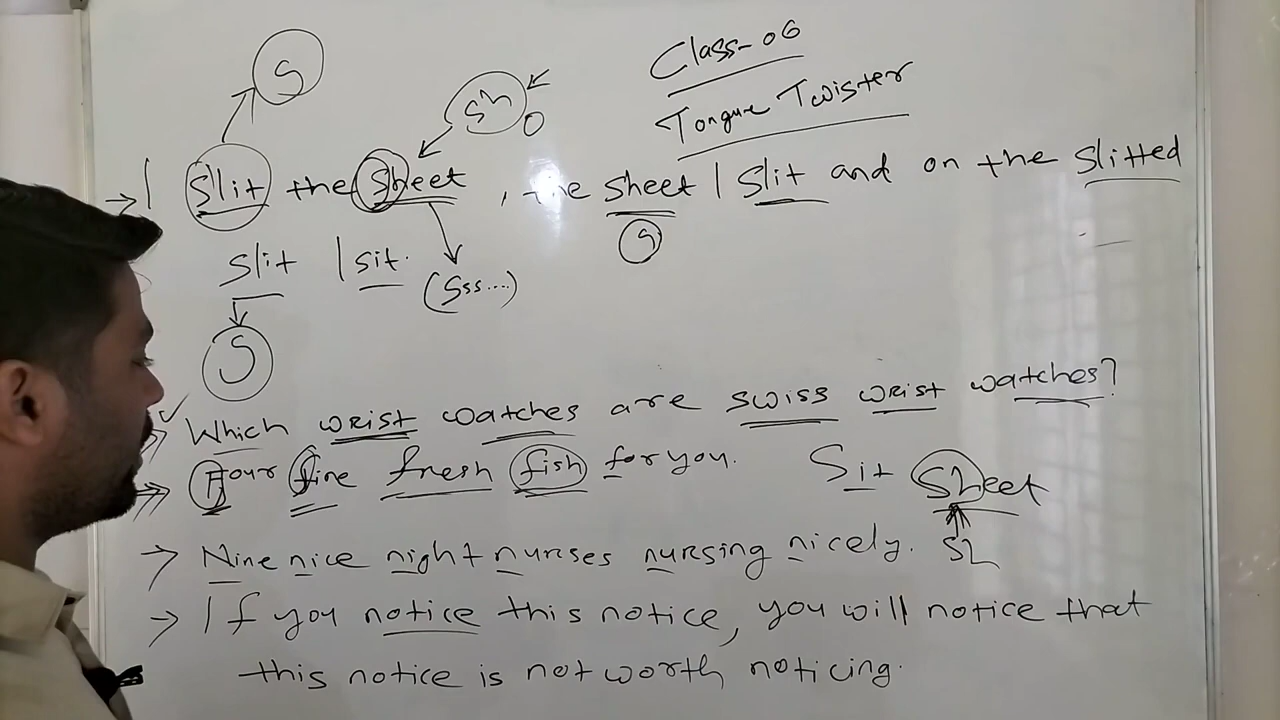 Class-06
Tongue Twister
S
Sh
→ I Slit the sheet, the sheet I slit and on the slitted
S
Slit | sit.
(Sss....)
S
Which wrist watches are swiss wrist watches?
Four fine fresh fish for you.
Sit Sheet
Sh
→ Nine nice night nurses nursing nicely.
→ If you notice this notice, you will notice that
this notice is not worth noticing.